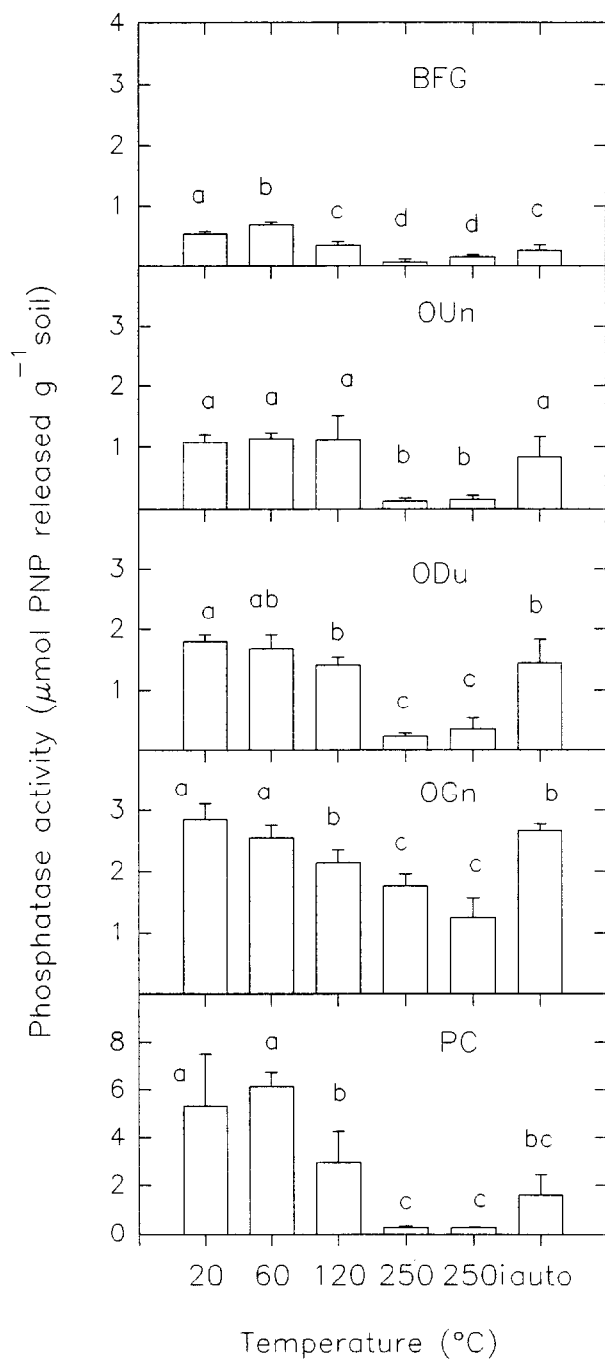 Phosphatase activity (μmol PNP released g⁻¹ soil)
4
BFG
3
2
1
a b c d d c
OUn
3
2
1
a a a b b a
ODu
3
2
1
a ab b c c b
OGn
3
2
1
a a b c c b
PC
8
6
4
2
0
a a b c c bc
20 60 120 250 250i auto
Temperature (°C)